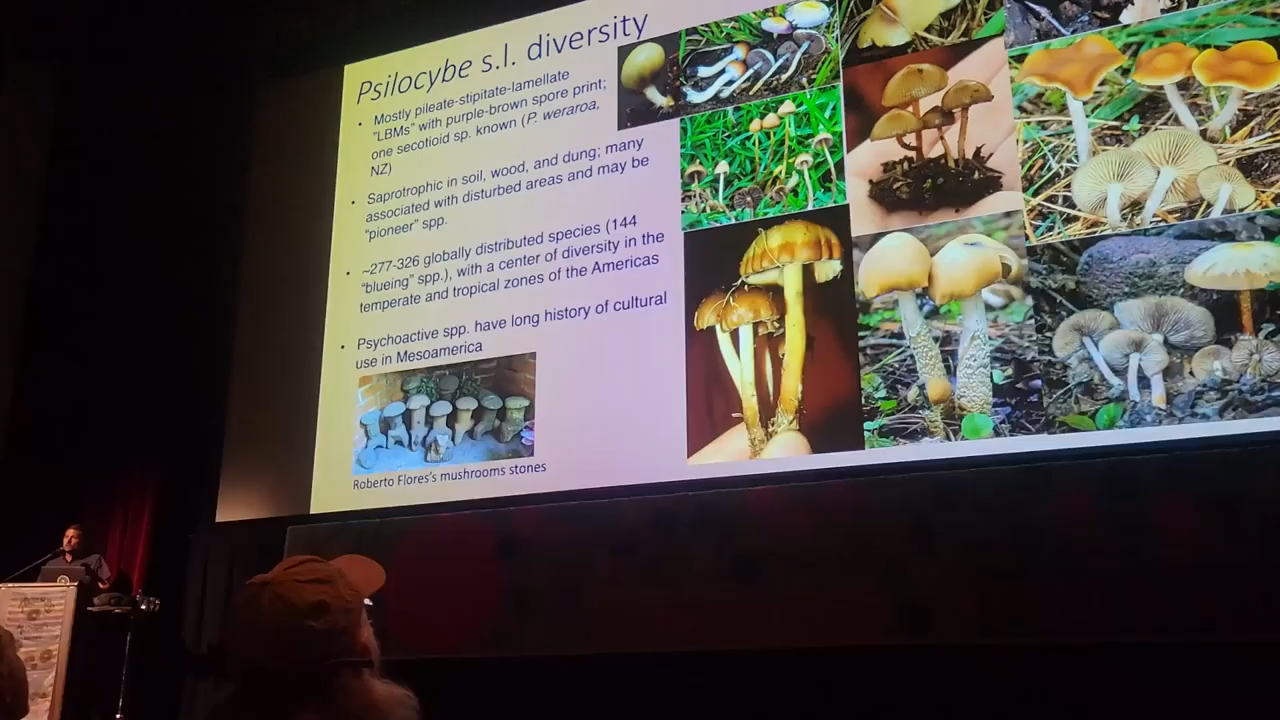 Psilocybe s.l. diversity
• Mostly pileate-stipitate-lamellate
"LBMs" with purple-brown spore print;
one secotioid sp. known (P. weraroa,
NZ)
• Saprotrophic in soil, wood, and dung; many
associated with disturbed areas and may be
"pioneer" spp.
• ~277-326 globally distributed species (144
"blueing" spp.), with a center of diversity in the
temperate and tropical zones of the Americas
• Psychoactive spp. have long history of cultural
use in Mesoamerica
Roberto Flores's mushrooms stones